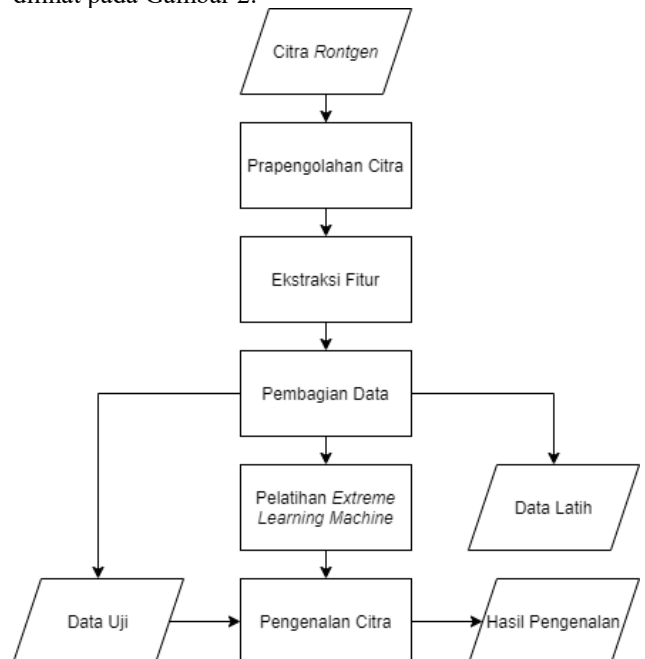 dilihat pada Gambar 2.
Citra Rontgen
Prapengolahan Citra
Ekstraksi Fitur
Pembagian Data
Pelatihan Extreme
Learning Machine
Data Latih
Data Uji
Pengenalan Citra
Hasil Pengenalan